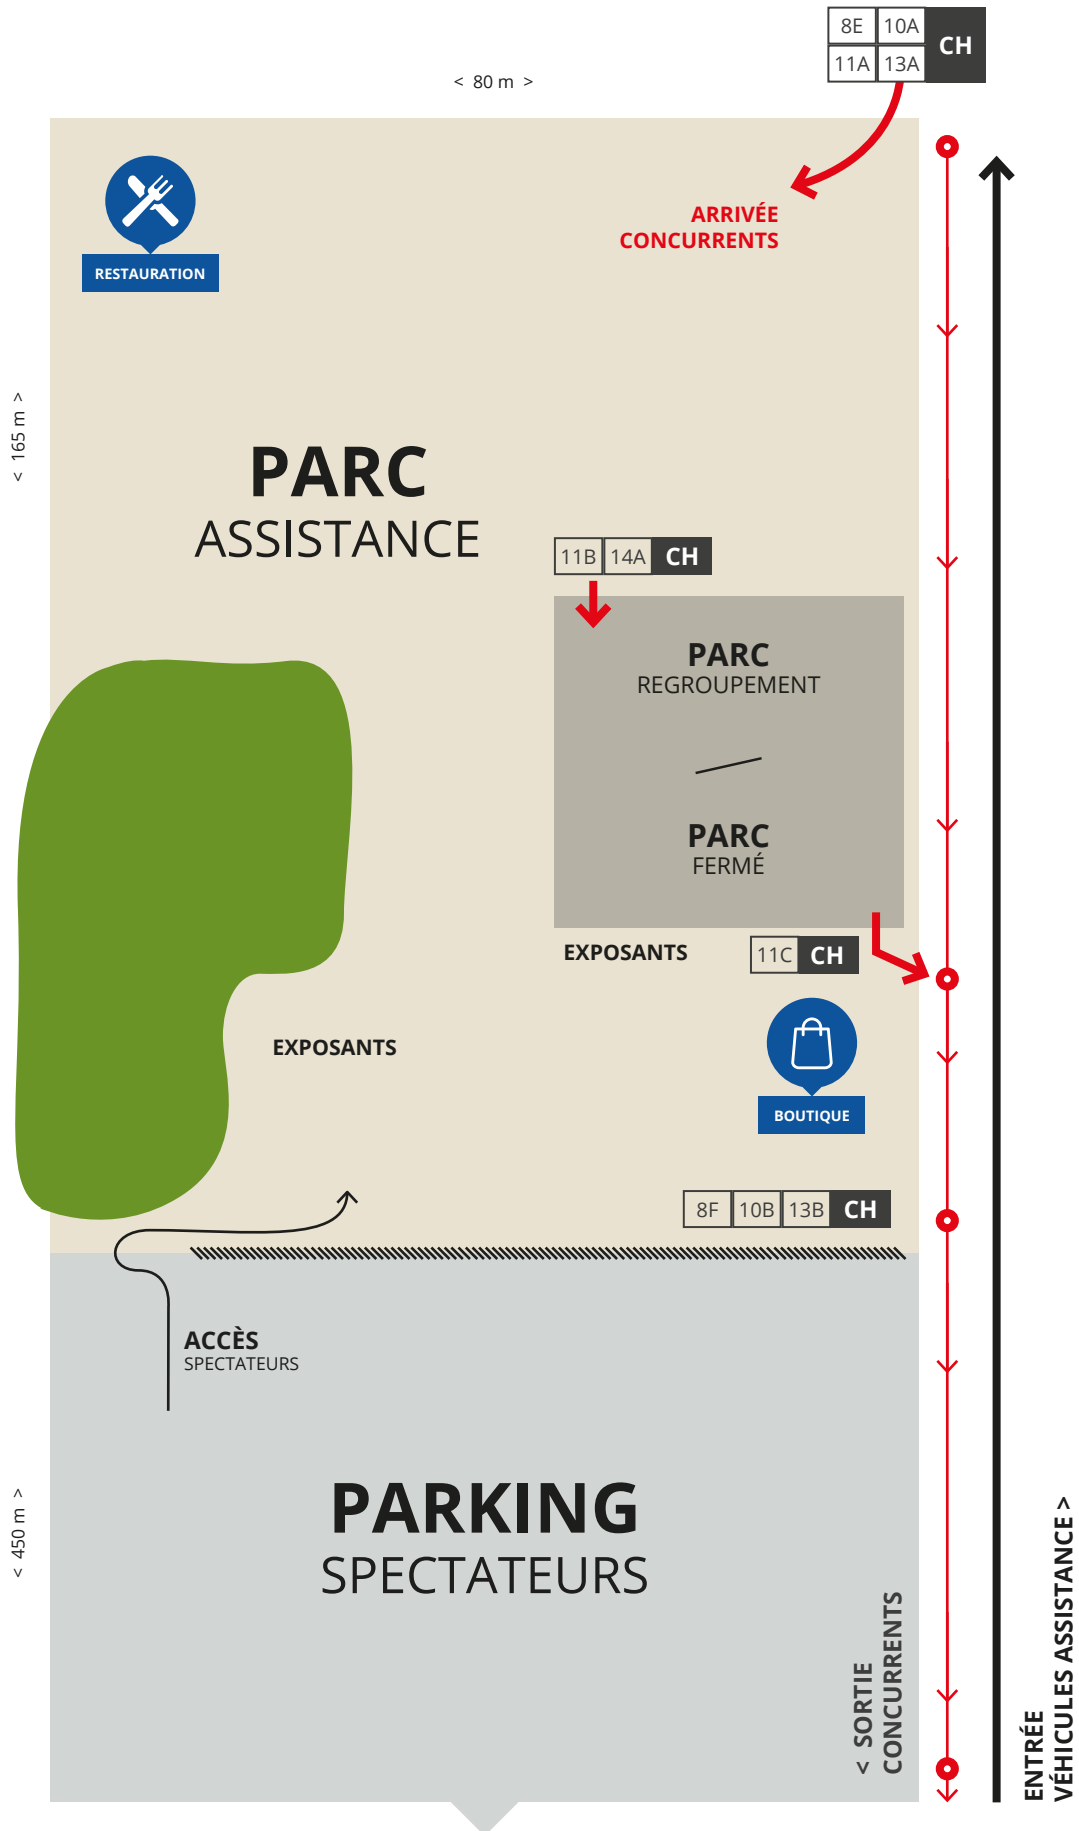 8E 10A CH
11A 13A
< 80 m >
ARRIVÉE
CONCURRENTS
RESTAURATION
< 165 m >
PARC
ASSISTANCE
11B 14A CH
PARC
REGROUPEMENT
PARC
FERMÉ
EXPOSANTS
11C CH
EXPOSANTS
BOUTIQUE
8F 10B 13B CH
ACCÈS
SPECTATEURS
PARKING
SPECTATEURS
< 450 m >
< SORTIE
CONCURRENTS
ENTRÉE
VÉHICULES ASSISTANCE >